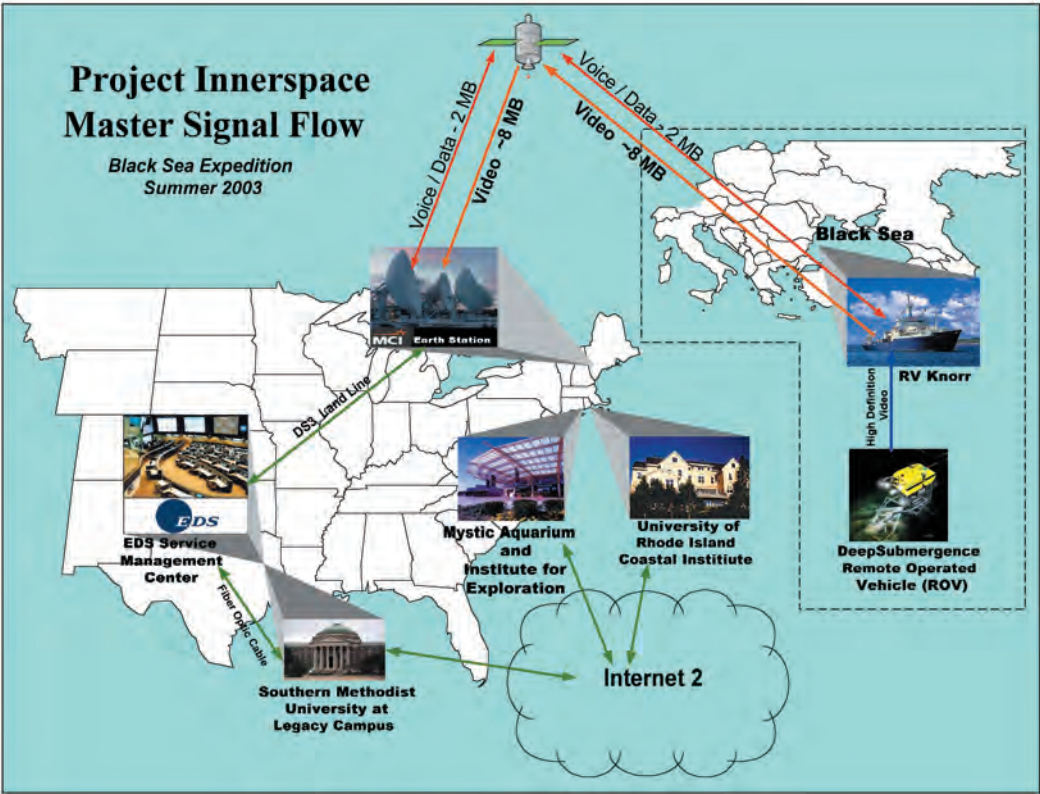 Project Innerspace
Master Signal Flow
Black Sea Expedition
Summer 2003
Voice / Data - 2 MB
Video ~8 MB
Voice / Data - 2 MB
Video ~8 MB
Black Sea
MCI Earth Station
RV Knorr
High Definition
Video
DeepSubmergence
Remote Operated
Vehicle (ROV)
DS3 Land Line
EDS
EDS Service
Management
Center
Fiber Optic Cable
Southern Methodist
University at
Legacy Campus
Mystic Aquarium
and
Institute for
Exploration
University of
Rhode Island
Coastal Institiute
Internet 2